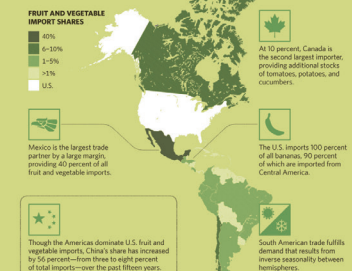 FRUIT AND VEGETABLE
IMPORT SHARES
40%
6–10%
1–5%
>1%
U.S.
At 10 percent, Canada is
the second largest importer,
providing additional stocks
of tomatoes, potatoes, and
cucumbers.
Mexico is the largest trade
partner by a large margin,
providing 40 percent of all
fruit and vegetable imports.
The U.S. imports 100 percent
of all bananas, 90 percent
of which are imported from
Central America.
Though the Americas dominate U.S. fruit and
vegetable imports, China's share has increased
by 56 percent—from three to eight percent
of total imports—over the past fifteen years.
South American trade fulfills
demand that results from
inverse seasonality between
hemispheres.